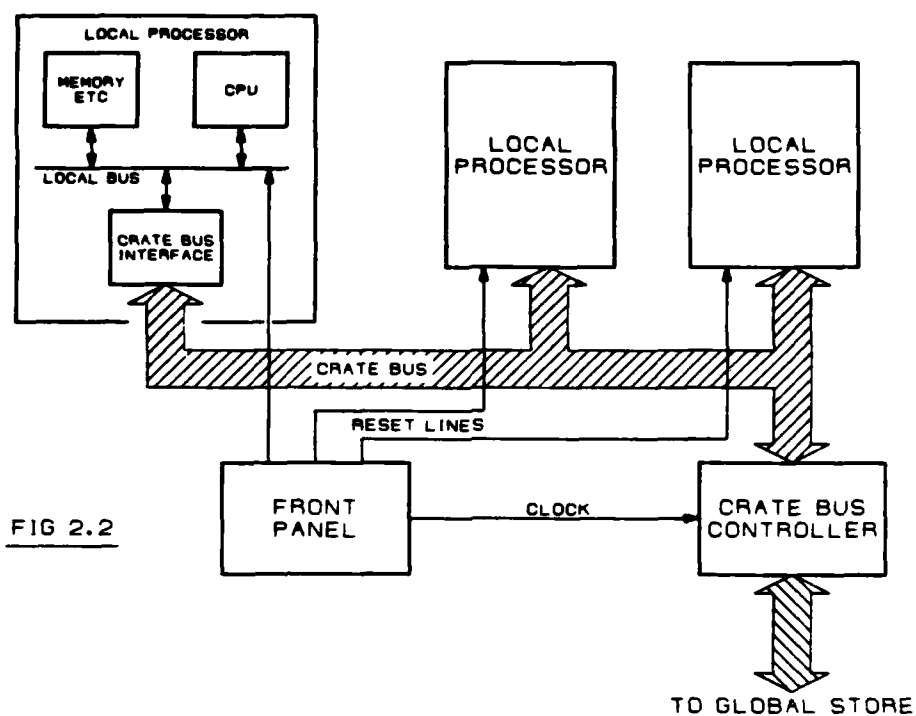 LOCAL PROCESSOR
MEMORY
ETC
CPU
LOCAL BUS
CRATE BUS
INTERFACE
LOCAL
PROCESSOR
LOCAL
PROCESSOR
CRATE BUS
RESET LINES
FRONT
PANEL
CLOCK
CRATE BUS
CONTROLLER
FIG 2.2
TO GLOBAL STORE